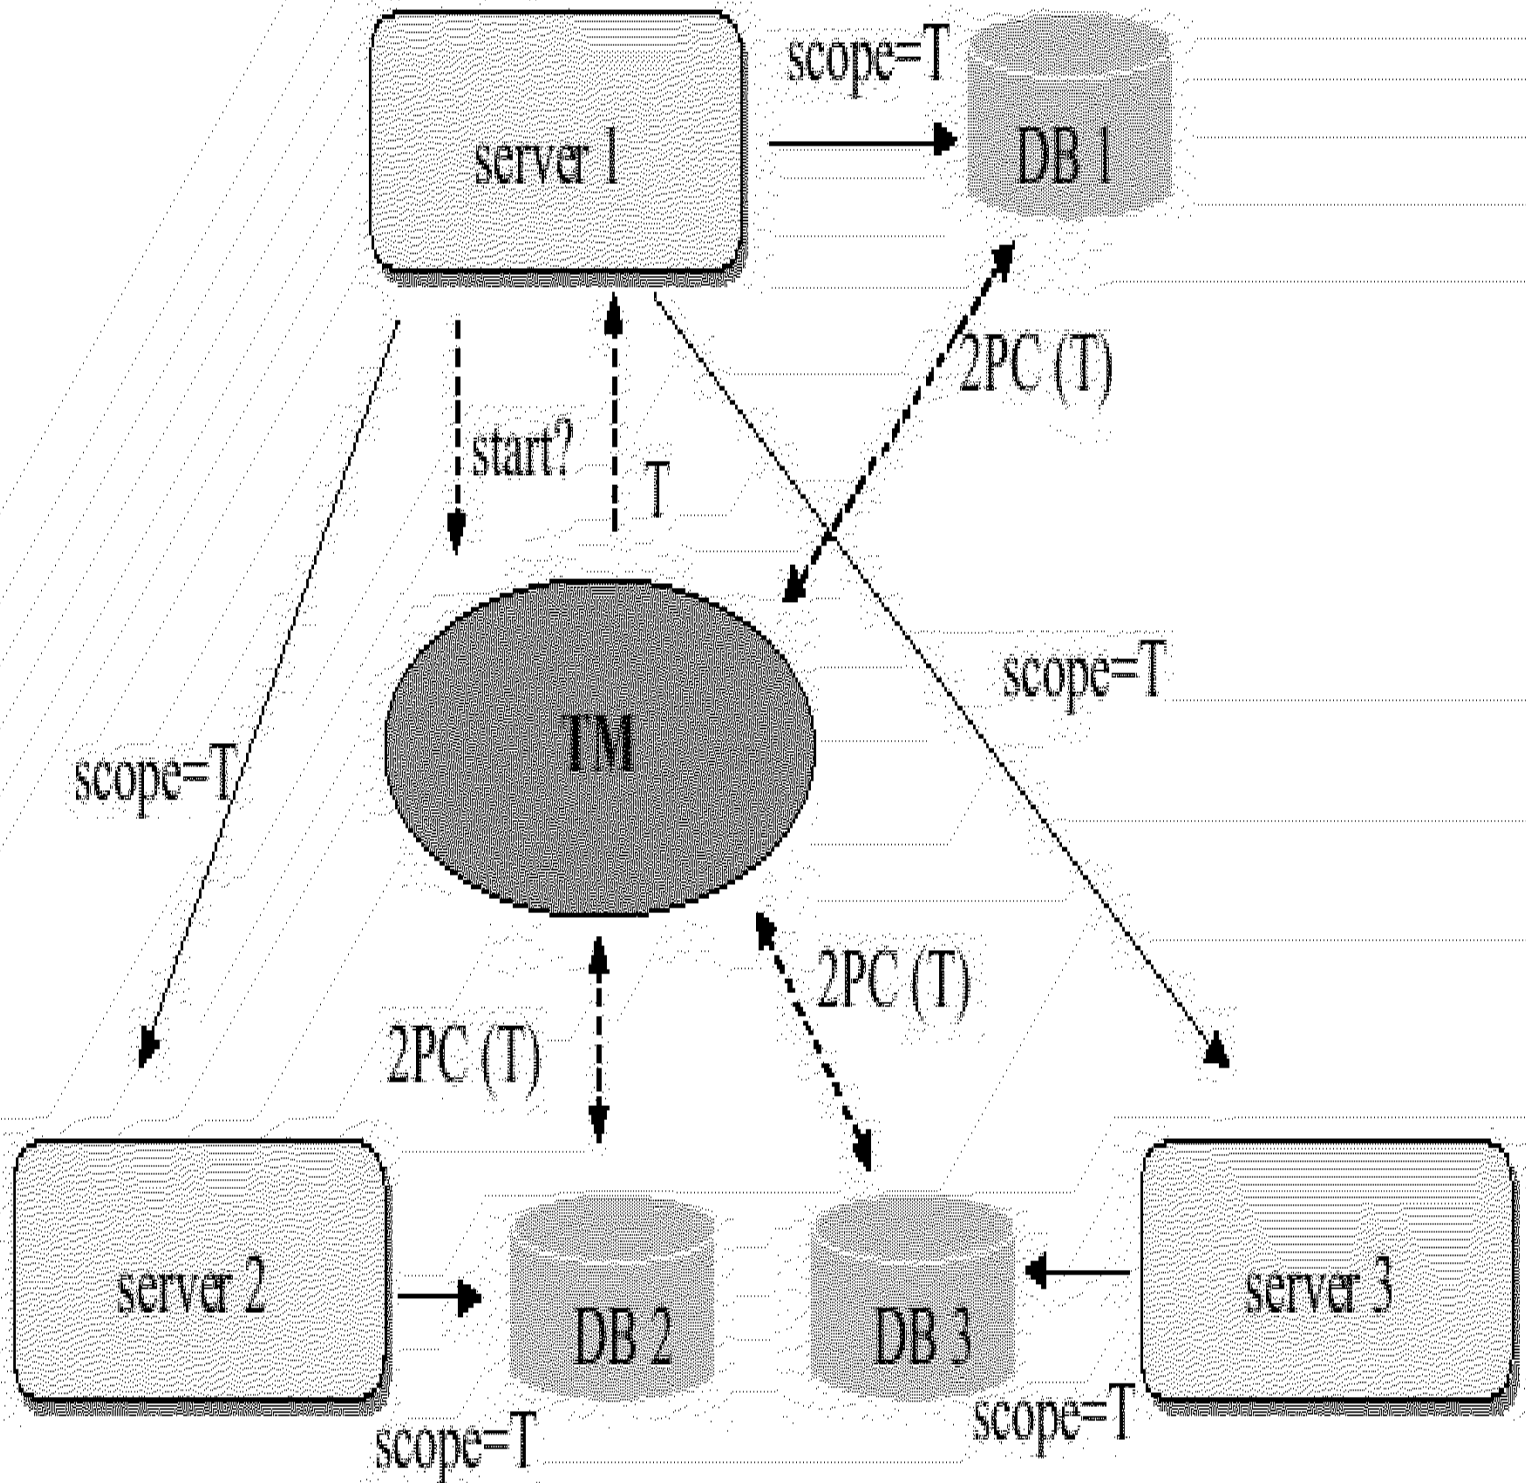 scope=T
server 1
DB 1
2PC (T)
start?
T
scope=T
TM
scope=T
2PC (T)
2PC (T)
server 2
DB 2
DB 3
server 3
scope=T
scope=T